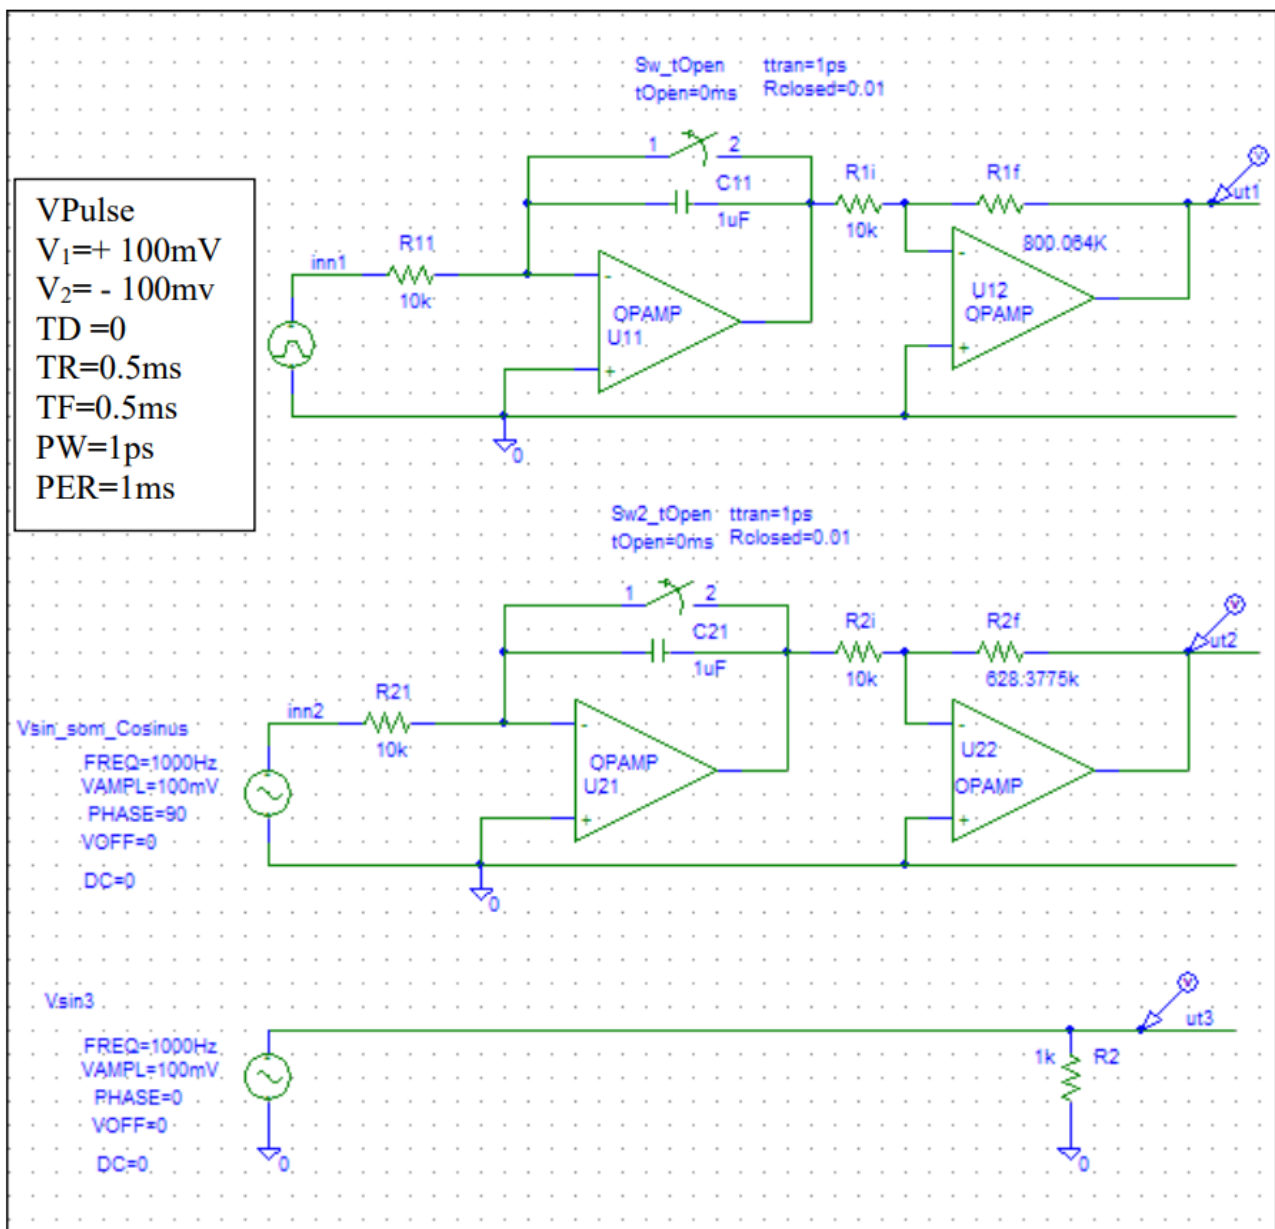 Sw_tOpen ttran=1ps
tOpen=0ms Rclosed=0.01
1 2
C11
1uF
R1i
10k
R1f
800.064K
ut1
VPulse
V₁=+ 100mV
V₂= - 100mv
TD =0
TR=0.5ms
TF=0.5ms
PW=1ps
PER=1ms
inn1
R11
10k
-
OPAMP
U11
+
-
U12
OPAMP
+
0
Sw2_tOpen ttran=1ps
tOpen=0ms Rclosed=0.01
1 2
C21
1uF
R2i
10k
R2f
628.3775k
ut2
Vsin_som_Cosinus
FREQ=1000Hz
VAMPL=100mV
PHASE=90
VOFF=0
DC=0
inn2
R21
10k
-
OPAMP
U21
+
-
U22
OPAMP
+
0
Vsin3
FREQ=1000Hz
VAMPL=100mV
PHASE=0
VOFF=0
DC=0
0
V
ut3
1k R2
0